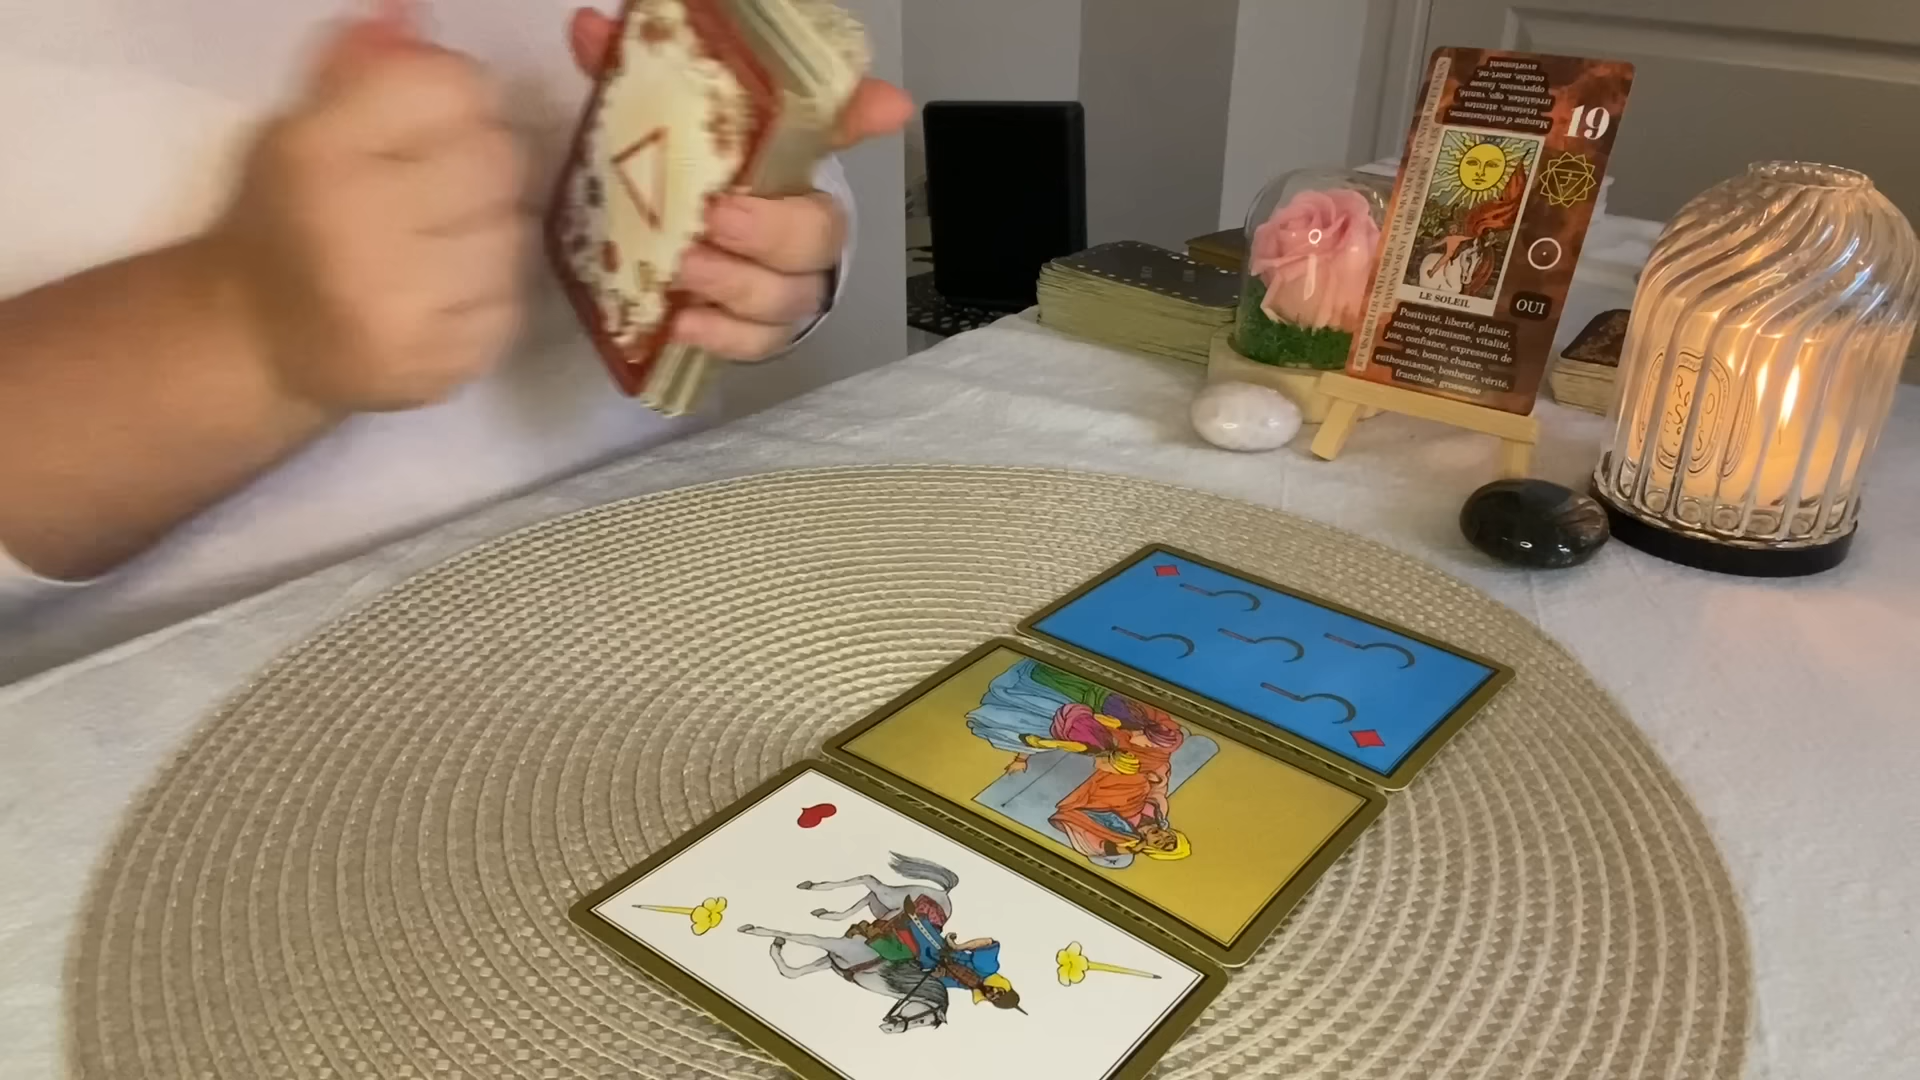 Manque d'enthousiasme,
tristesse, attentes
irréalistes, ego, vanité,
oppression, fausse
couche, mort-né,
avortement
19
LE SOLEIL
OUI
Positivité, liberté, plaisir,
succès, optimisme, vitalité,
joie, confiance, expression de
soi, bonne chance,
enthousiasme, bonheur, vérité,
franchise, grossesse
ROSES